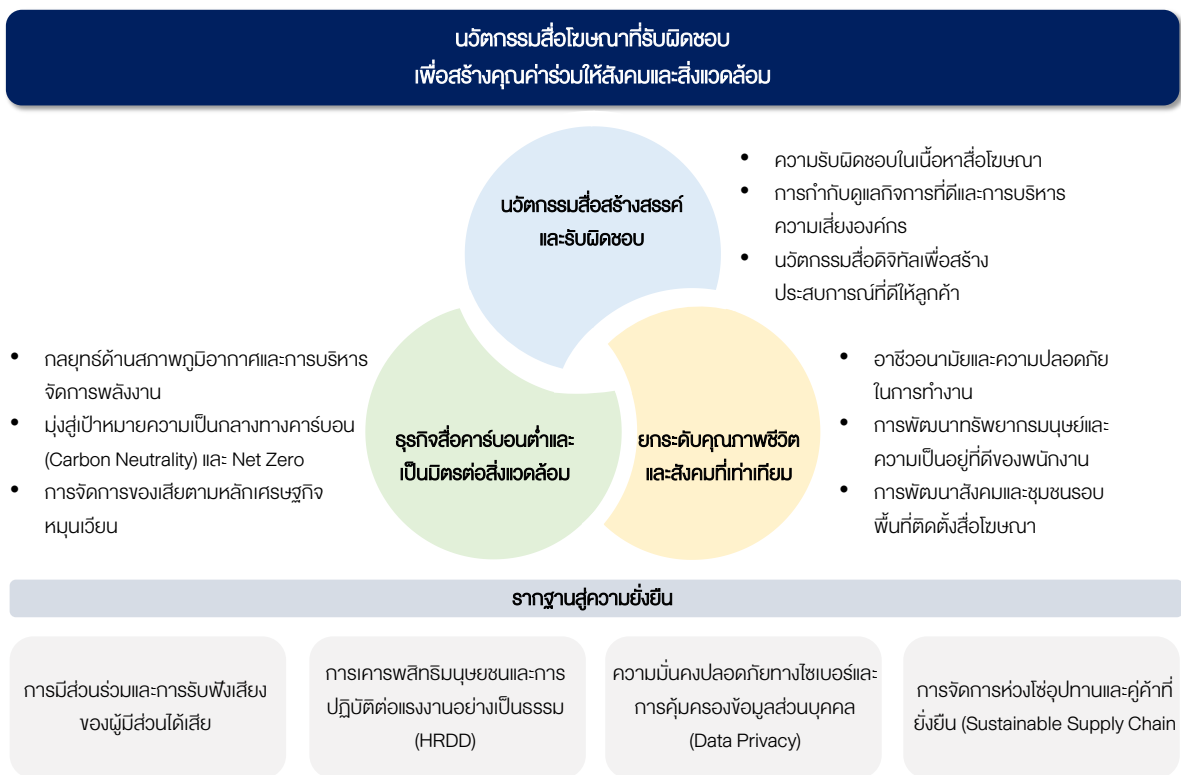 นวัตกรรมสื่อโฆษณาที่รับผิดชอบ
เพื่อสร้างคุณค่าร่วมให้สังคมและสิ่งแวดล้อม
นวัตกรรมสื่อสร้างสรรค์
และรับผิดชอบ
• ความรับผิดชอบในเนื้อหาสื่อโฆษณา
• การกำกับดูแลกิจการที่ดีและการบริหาร
ความเสี่ยงองค์กร
• นวัตกรรมสื่อดิจิทัลเพื่อสร้าง
ประสบการณ์ที่ดีให้ลูกค้า
• กลยุทธ์ด้านสภาพภูมิอากาศและการบริหาร
จัดการพลังงาน
• มุ่งสู่เป้าหมายความเป็นกลางทางคาร์บอน
(Carbon Neutrality) และ Net Zero
• การจัดการของเสียตามหลักเศรษฐกิจ
หมุนเวียน
ธุรกิจสื่อคาร์บอนต่ำและ
เป็นมิตรต่อสิ่งแวดล้อม
ยกระดับคุณภาพชีวิต
และสังคมที่เท่าเทียม
• อาชีวอนามัยและความปลอดภัย
ในการทำงาน
• การพัฒนาทรัพยากรมนุษย์และ
ความเป็นอยู่ที่ดีของพนักงาน
• การพัฒนาสังคมและชุมชนรอบ
พื้นที่ติดตั้งสื่อโฆษณา
รากฐานสู่ความยั่งยืน
การมีส่วนร่วมและการรับฟังเสียง
ของผู้มีส่วนได้เสีย
การเคารพสิทธิมนุษยชนและการ
ปฏิบัติต่อแรงงานอย่างเป็นธรรม
(HRDD)
ความมั่นคงปลอดภัยทางไซเบอร์และ
การคุ้มครองข้อมูลส่วนบุคคล
(Data Privacy)
การจัดการห่วงโซ่อุปทานและคู่ค้าที่
ยั่งยืน (Sustainable Supply Chain